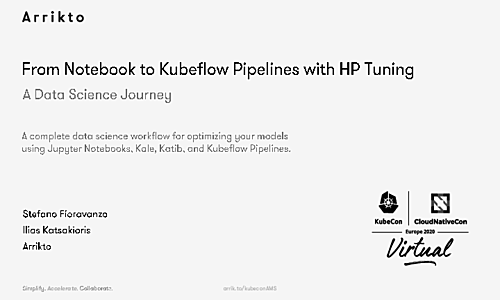 Arrikto
From Notebook to Kubeflow Pipelines with HP Tuning
A Data Science Journey
A complete data science workflow for optimizing your models
using Jupyter Notebooks, Kale, Katib, and Kubeflow Pipelines.
Stefano Fioravanzo
Ilias Katsakioris
Arrikto
KubeCon
CloudNativeCon
Europe 2020
Virtual
Simplify. Accelerate. Collaborate.